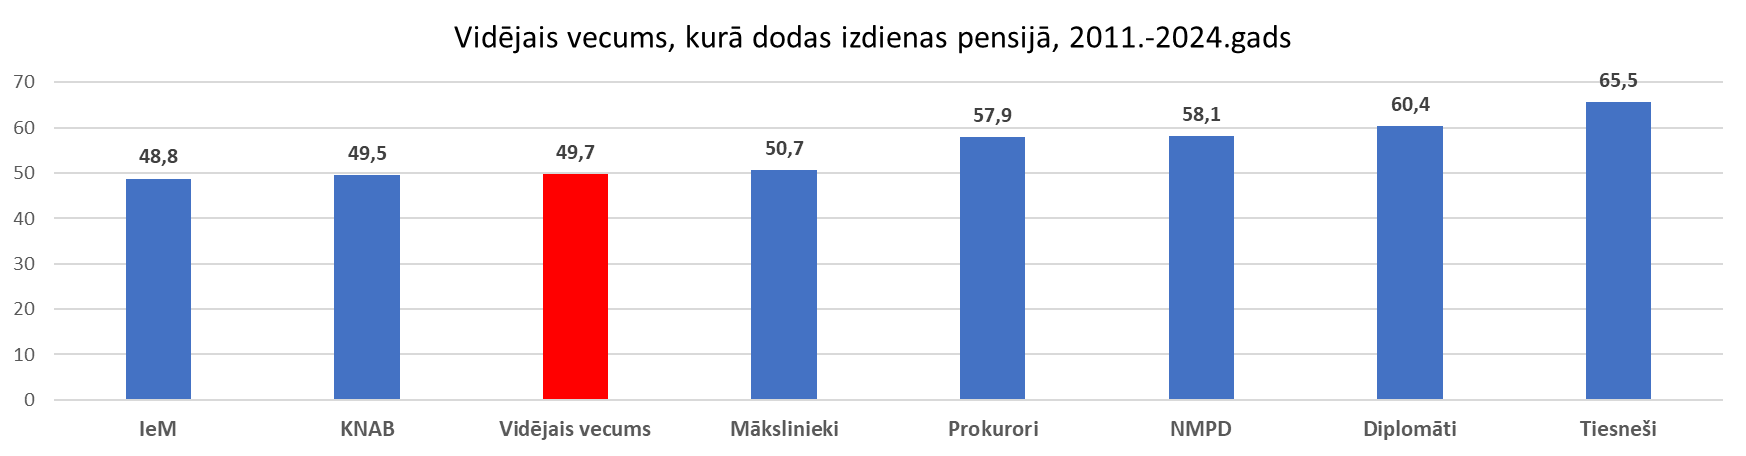 Vidējais vecums, kurā dodas izdienas pensijā, 2011.-2024.gads
70
60
50
40
30
20
10
0
48,8
49,5
49,7
50,7
57,9
58,1
60,4
65,5
IeM
KNAB
Vidējais vecums
Mākslinieki
Prokurori
NMPD
Diplomāti
Tiesneši